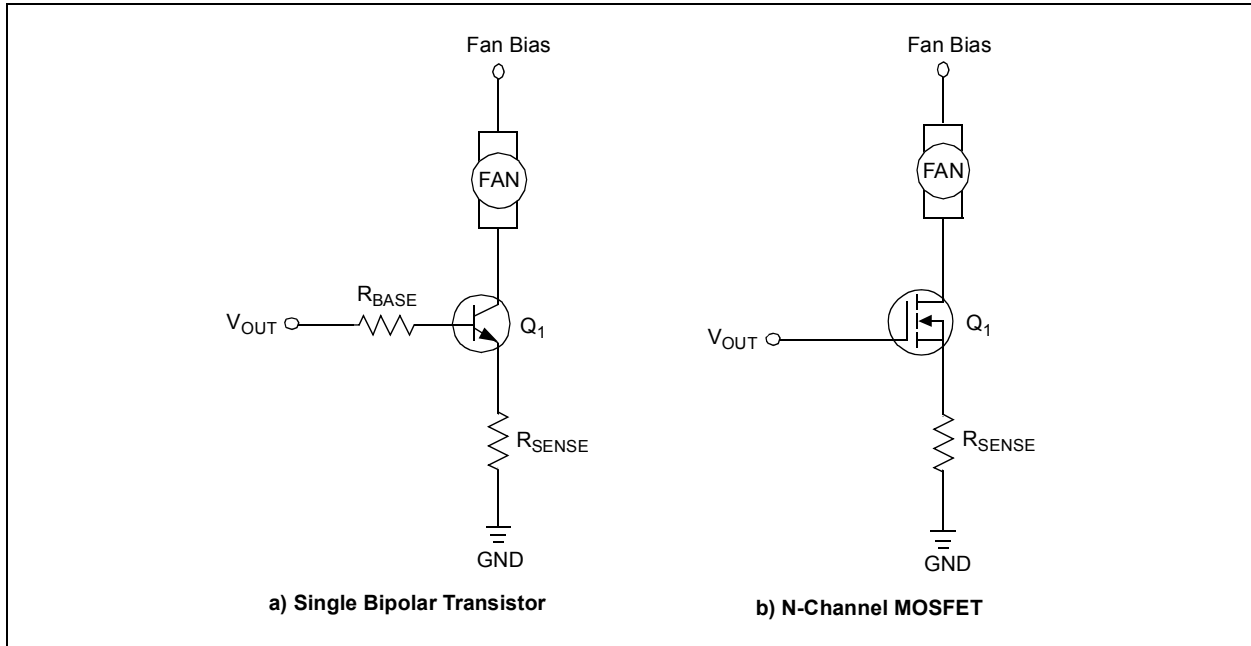 Fan Bias
FAN
R_BASE
V_OUT
Q_1
R_SENSE
GND
a) Single Bipolar Transistor
Fan Bias
FAN
V_OUT
Q_1
R_SENSE
GND
b) N-Channel MOSFET